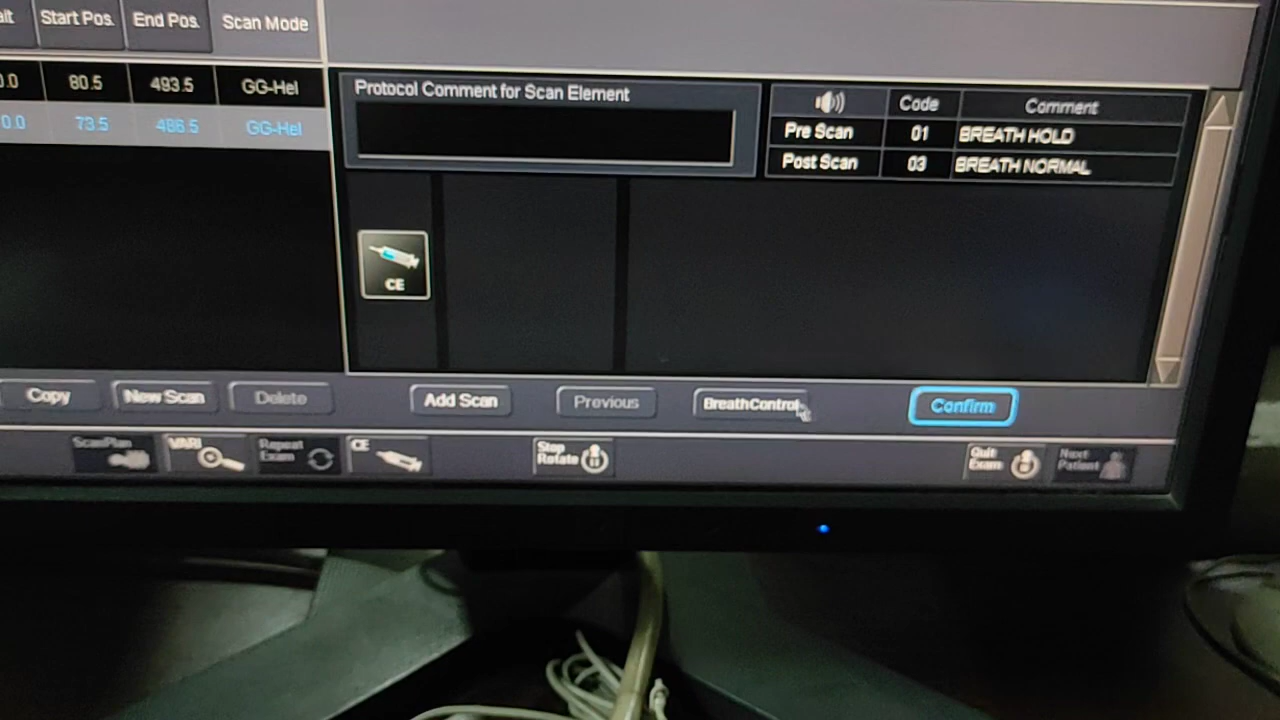 Start Pos. End Pos. Scan Mode
80.5 493.5 GG-Hel
73.5 486.5 GG-Hel
Protocol Comment for Scan Element
Code Comment
Pre Scan 01 BREATH HOLD
Post Scan 03 BREATH NORMAL
CE
Copy New Scan Delete Add Scan Previous BreathControl Confirm
ScanPlan VARI Repeat Exam CE Stop Rotate Quit Exam Next Patient